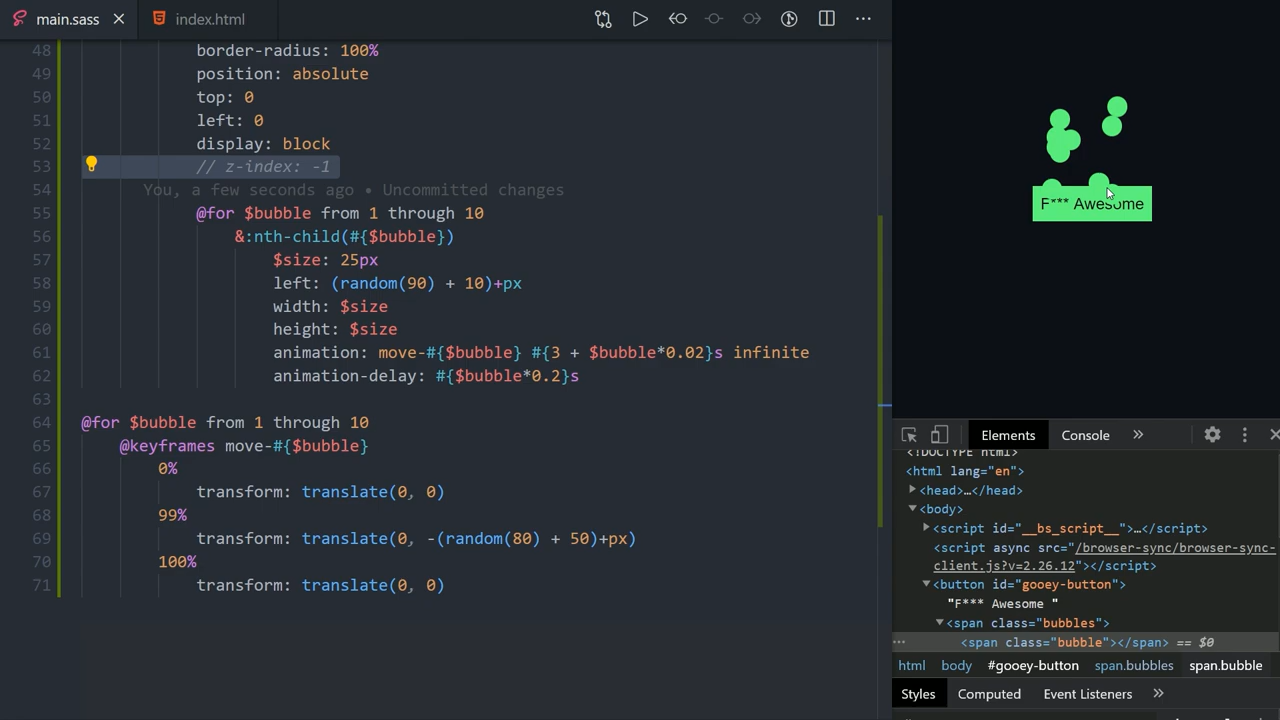 main.sass
index.html
48 border-radius: 100%
49 position: absolute
50 top: 0
51 left: 0
52 display: block
53 // z-index: -1
54 You, a few seconds ago • Uncommitted changes
55 @for $bubble from 1 through 10
56 &:nth-child(#{$bubble})
57 $size: 25px
58 left: (random(90) + 10)+px
59 width: $size
60 height: $size
61 animation: move-#{$bubble} #{3 + $bubble*0.02}s infinite
62 animation-delay: #{$bubble*0.2}s
63
64 @for $bubble from 1 through 10
65 @keyframes move-#{$bubble}
66 0%
67 transform: translate(0, 0)
68 99%
69 transform: translate(0, -(random(80) + 50)+px)
70 100%
71 transform: translate(0, 0)
F*** Awesome
Elements Console
<!DOCTYPE html>
<html lang="en">
<head>…</head>
<body>
<script id="__bs_script__">…</script>
<script async src="/browser-sync/browser-sync-
client.js?v=2.26.12"></script>
<button id="gooey-button">
"F*** Awesome "
<span class="bubbles">
<span class="bubble"></span> == $0
html body #gooey-button span.bubbles span.bubble
Styles Computed Event Listeners